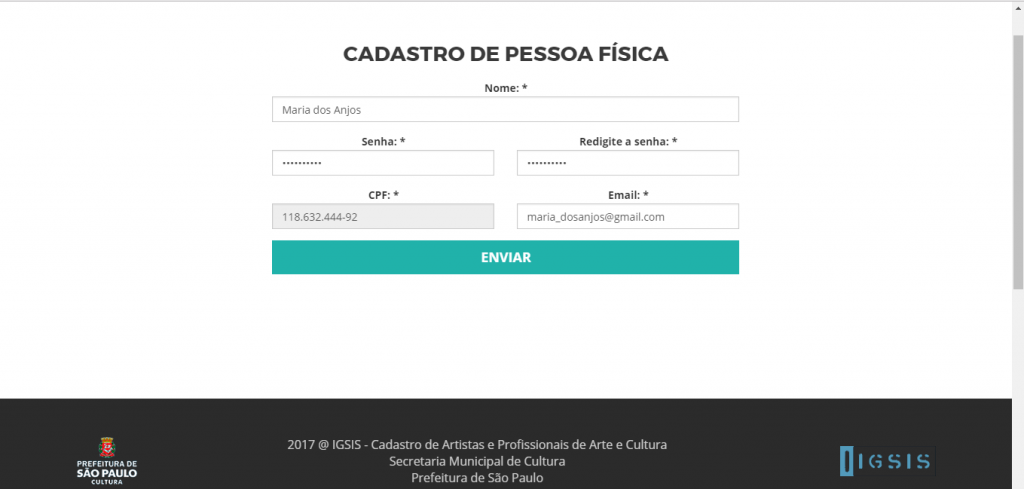 CADASTRO DE PESSOA FÍSICA
Nome: *
Maria dos Anjos
Senha: *
Redigite a senha: *
••••••••••
••••••••••
CPF: *
Email: *
118.632.444-92
maria_dosanjos@gmail.com
ENVIAR
2017 @ IGSIS - Cadastro de Artistas e Profissionais de Arte e Cultura
Secretaria Municipal de Cultura
Prefeitura de São Paulo
PREFEITURA DE
SÃO PAULO
CULTURA
IGSIS